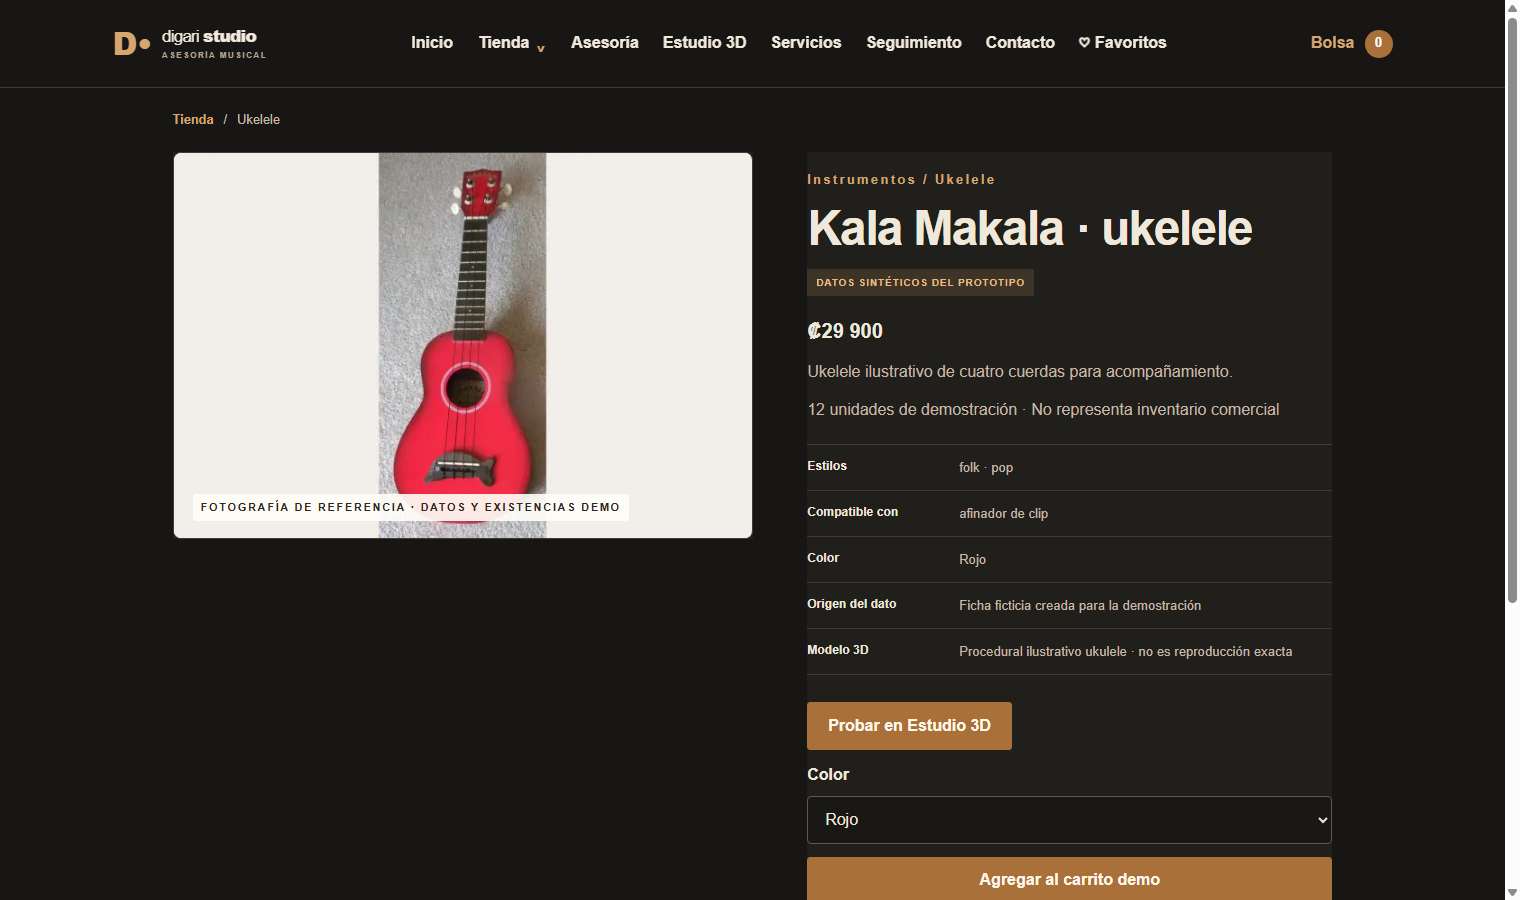 D•
digari studio
ASESORÍA MUSICAL
Inicio
Tienda v
Asesoría
Estudio 3D
Servicios
Seguimiento
Contacto
♡ Favoritos
Bolsa 0
Tienda / Ukelele
FOTOGRAFÍA DE REFERENCIA · DATOS Y EXISTENCIAS DEMO
Instrumentos / Ukelele
Kala Makala · ukelele
DATOS SINTÉTICOS DEL PROTOTIPO
₡29 900
Ukelele ilustrativo de cuatro cuerdas para acompañamiento.
12 unidades de demostración · No representa inventario comercial
Estilos folk · pop
Compatible con afinador de clip
Color Rojo
Origen del dato Ficha ficticia creada para la demostración
Modelo 3D Procedural ilustrativo ukulele · no es reproducción exacta
Probar en Estudio 3D
Color
Rojo
Agregar al carrito demo